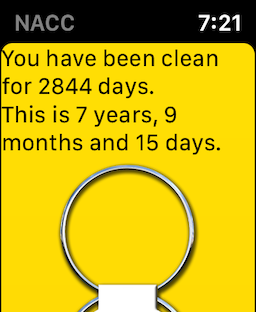 NACC 7:21
You have been clean
for 2844 days.
This is 7 years, 9
months and 15 days.